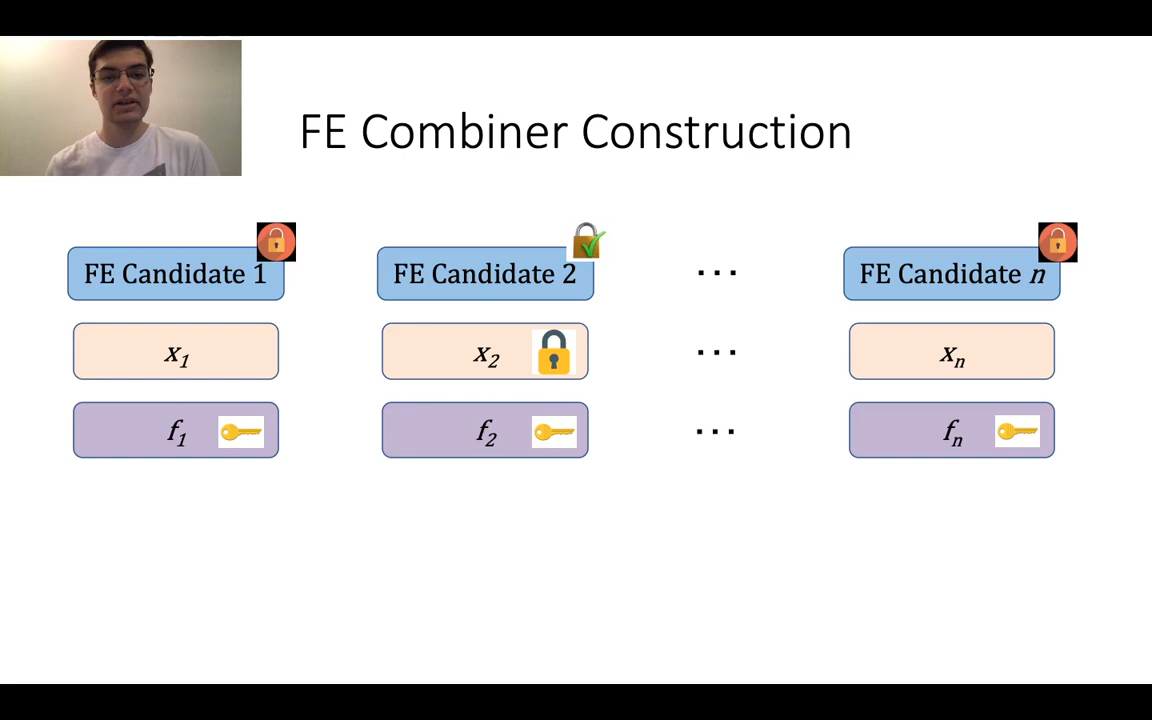 FE Combiner Construction
FE Candidate 1
FE Candidate 2
...
FE Candidate n
x1
x2
...
xn
f1
f2
...
fn